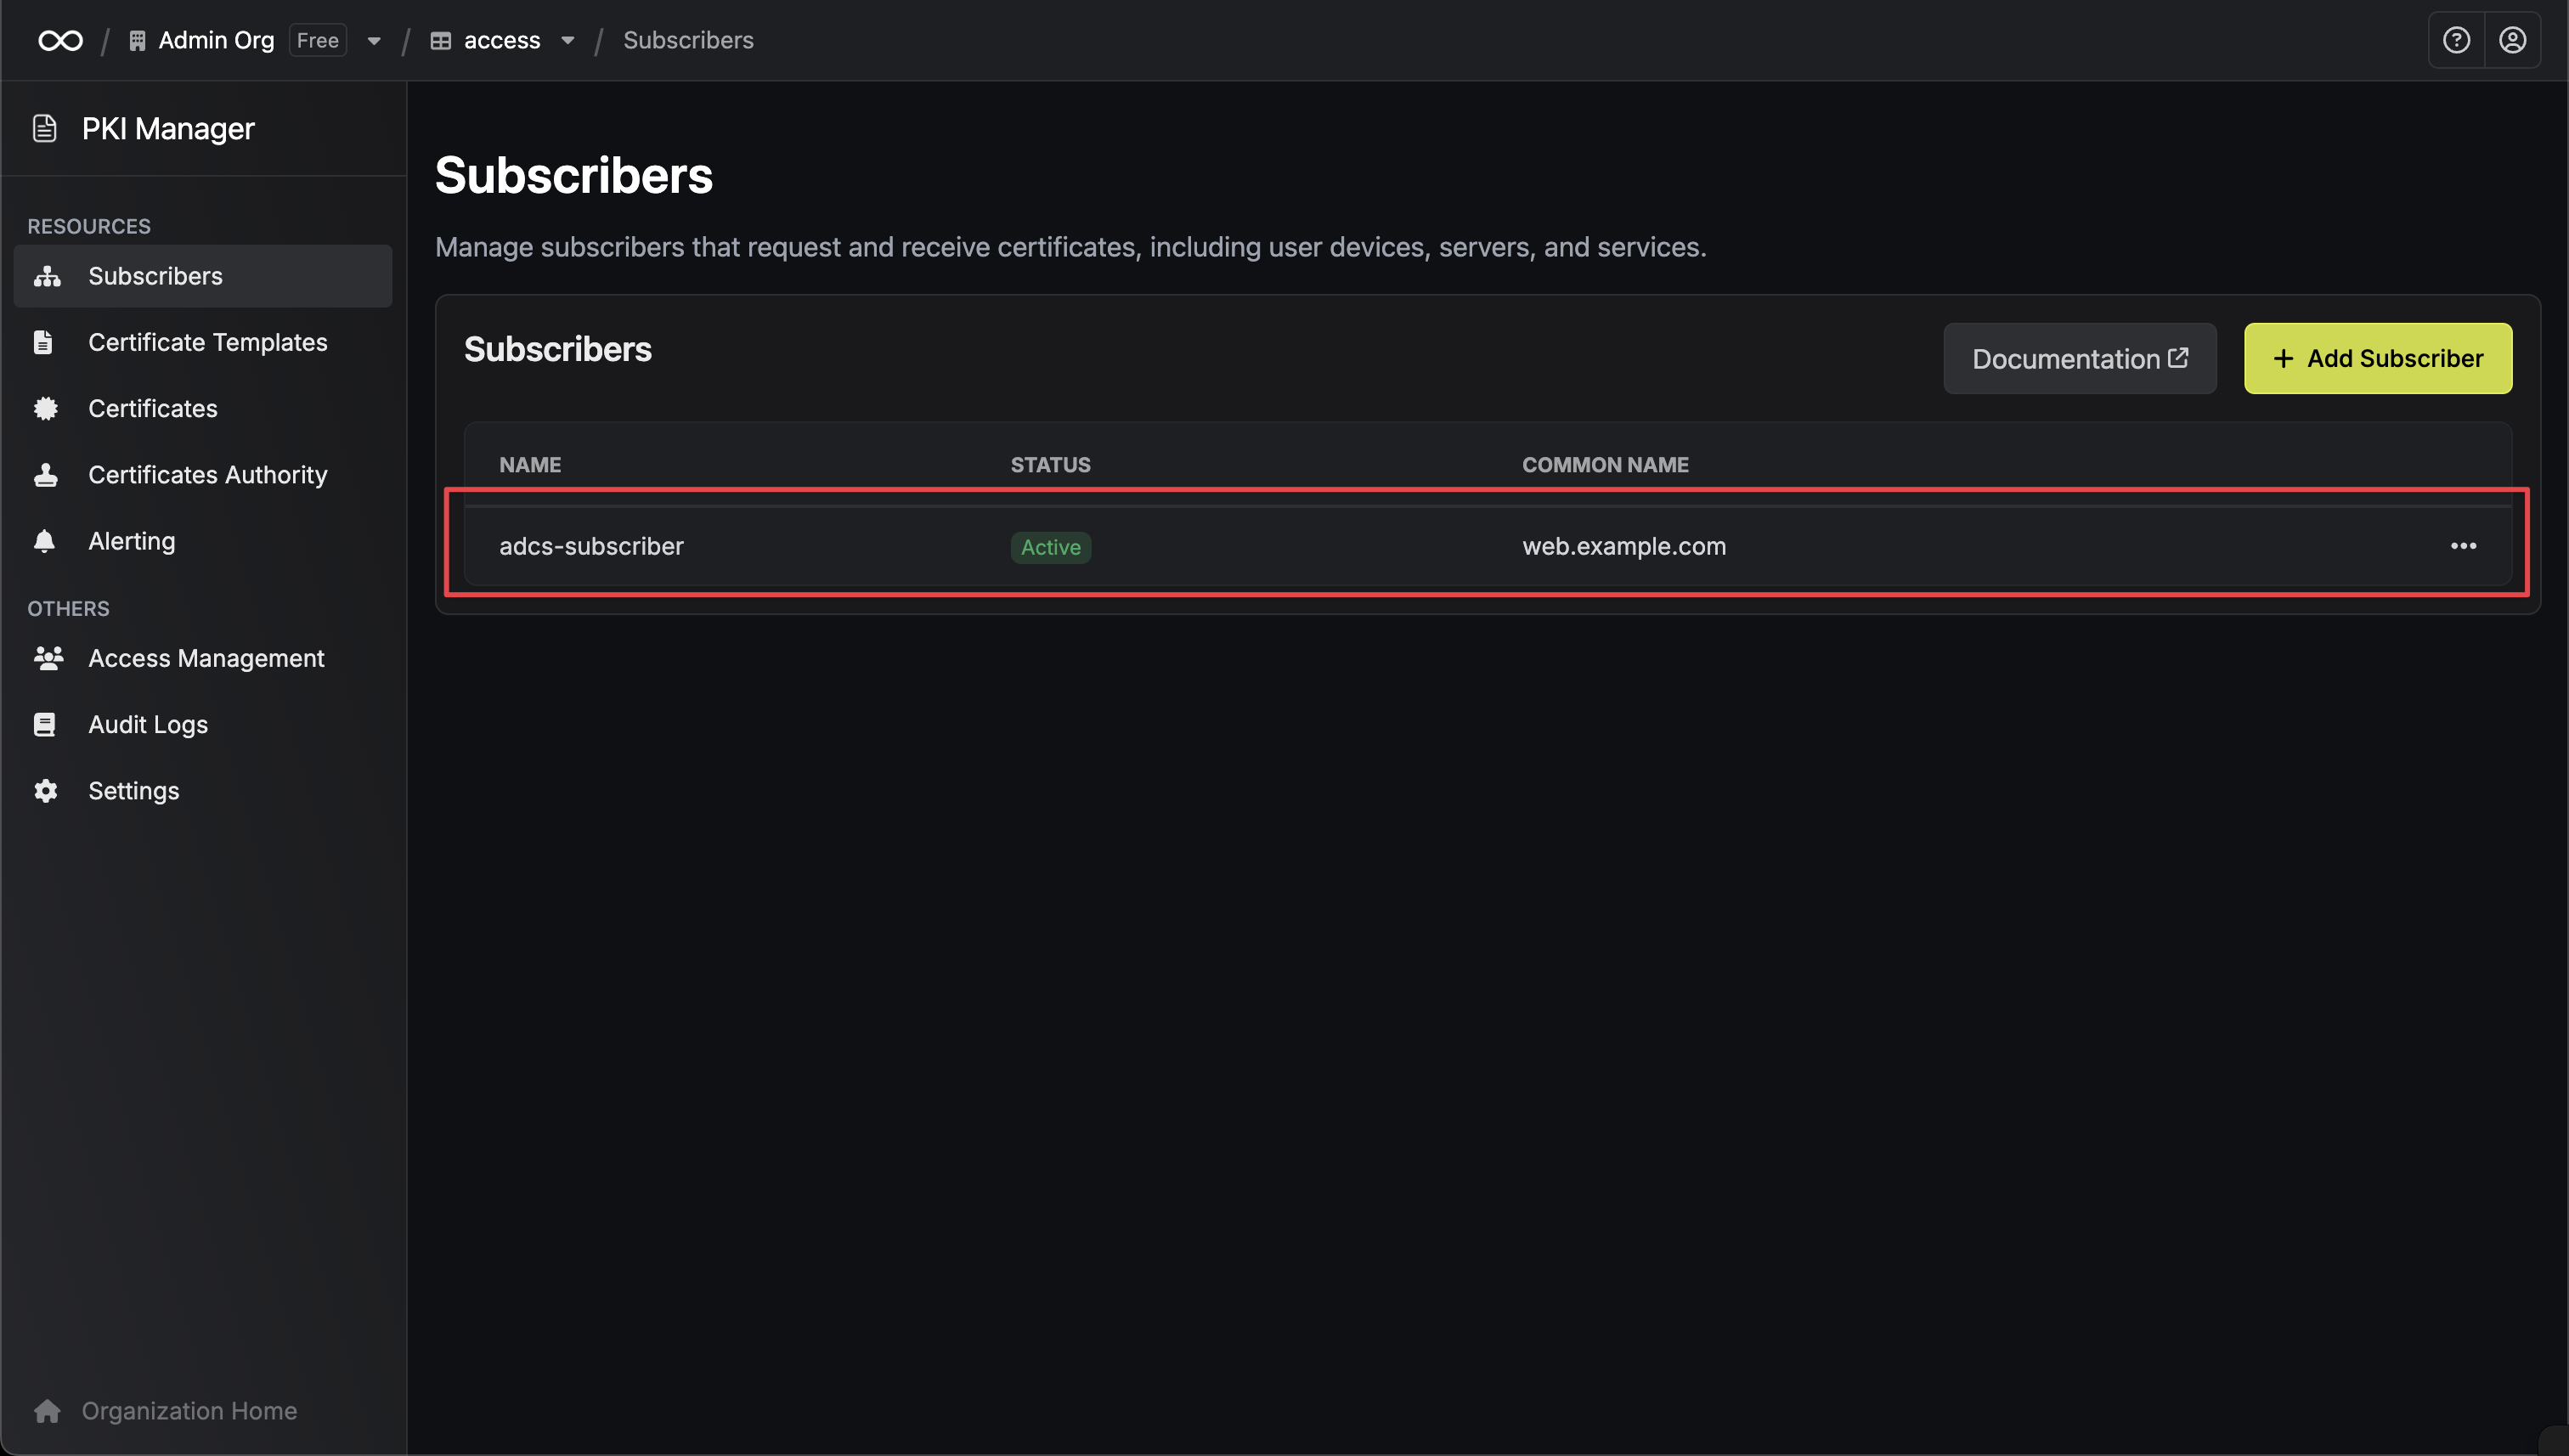 / Admin Org Free / access / Subscribers
PKI Manager
RESOURCES
Subscribers
Certificate Templates
Certificates
Certificates Authority
Alerting
OTHERS
Access Management
Audit Logs
Settings
Organization Home
Subscribers
Manage subscribers that request and receive certificates, including user devices, servers, and services.
Subscribers
Documentation
+ Add Subscriber
NAME STATUS COMMON NAME
adcs-subscriber Active web.example.com